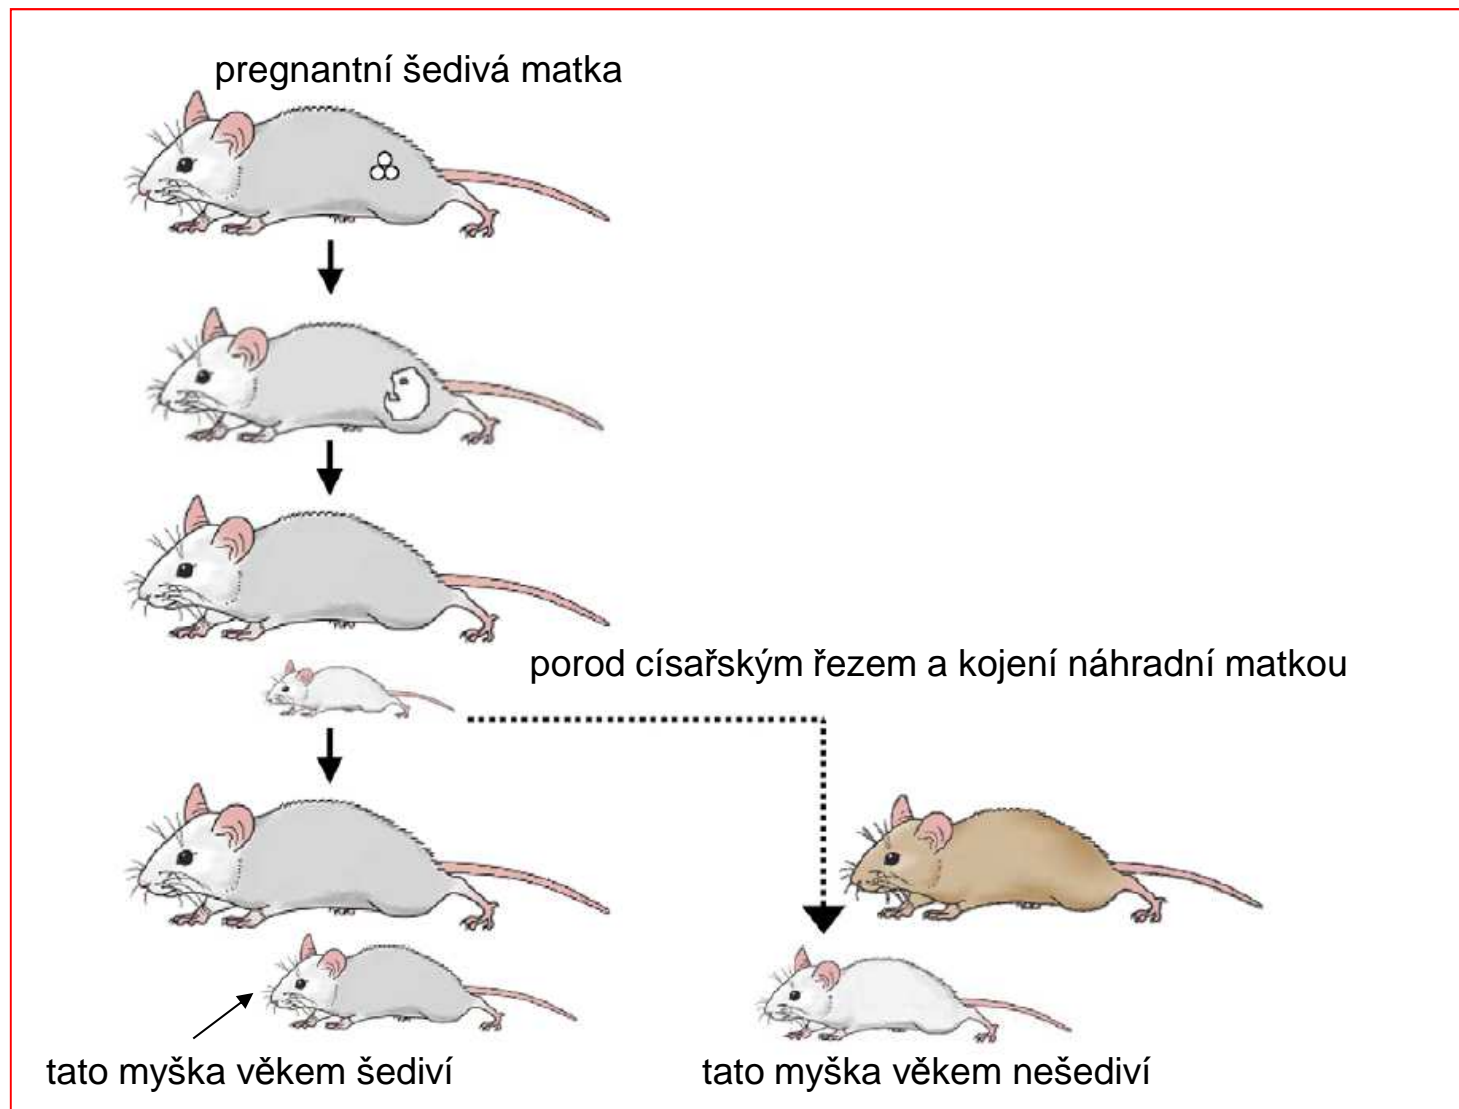 pregnantní šedivá matka
porod císařským řezem a kojení náhradní matkou
tato myška věkem šediví
tato myška věkem nešediví